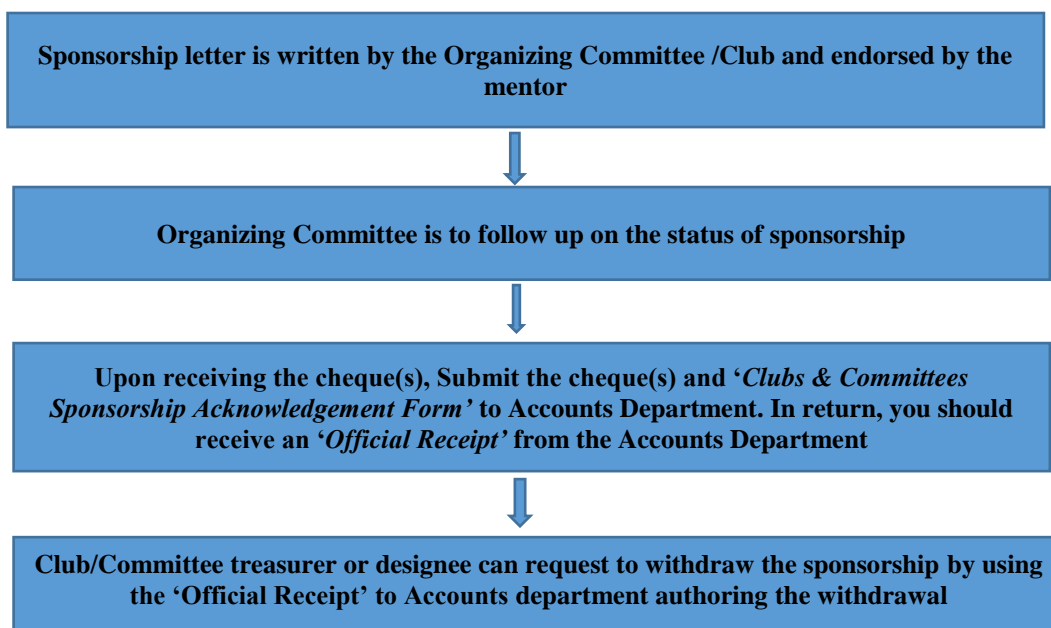 Sponsorship letter is written by the Organizing Committee /Club and endorsed by the
mentor
Organizing Committee is to follow up on the status of sponsorship
Upon receiving the cheque(s), Submit the cheque(s) and ‘Clubs & Committees
Sponsorship Acknowledgement Form’ to Accounts Department. In return, you should
receive an ‘Official Receipt’ from the Accounts Department
Club/Committee treasurer or designee can request to withdraw the sponsorship by using
the ‘Official Receipt’ to Accounts department authoring the withdrawal